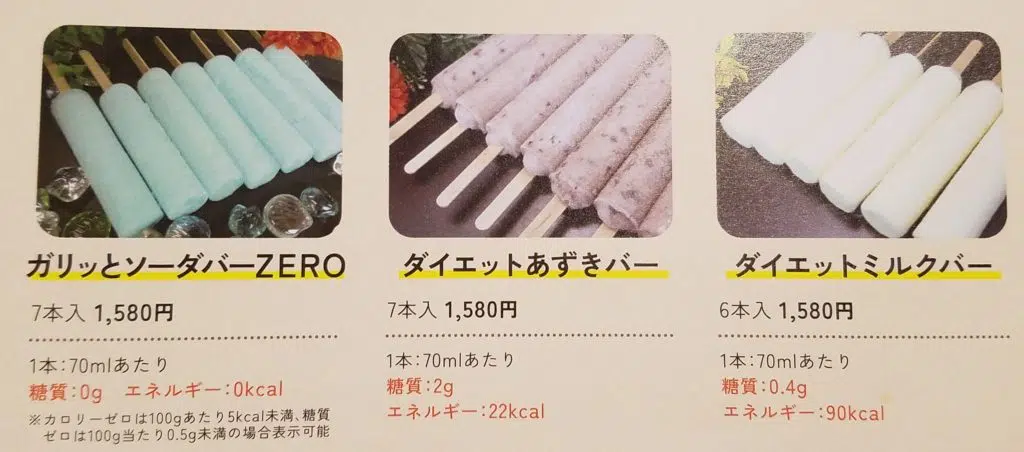 ガリッとソーダバーZERO
7本入 1,580円
1本:70mlあたり
糖質:0g エネルギー:0kcal
※カロリーゼロは100gあたり5kcal未満、糖質
ゼロは100g当たり0.5g未満の場合表示可能
ダイエットあずきバー
7本入 1,580円
1本:70mlあたり
糖質:2g
エネルギー:22kcal
ダイエットミルクバー
6本入 1,580円
1本:70mlあたり
糖質:0.4g
エネルギー:90kcal